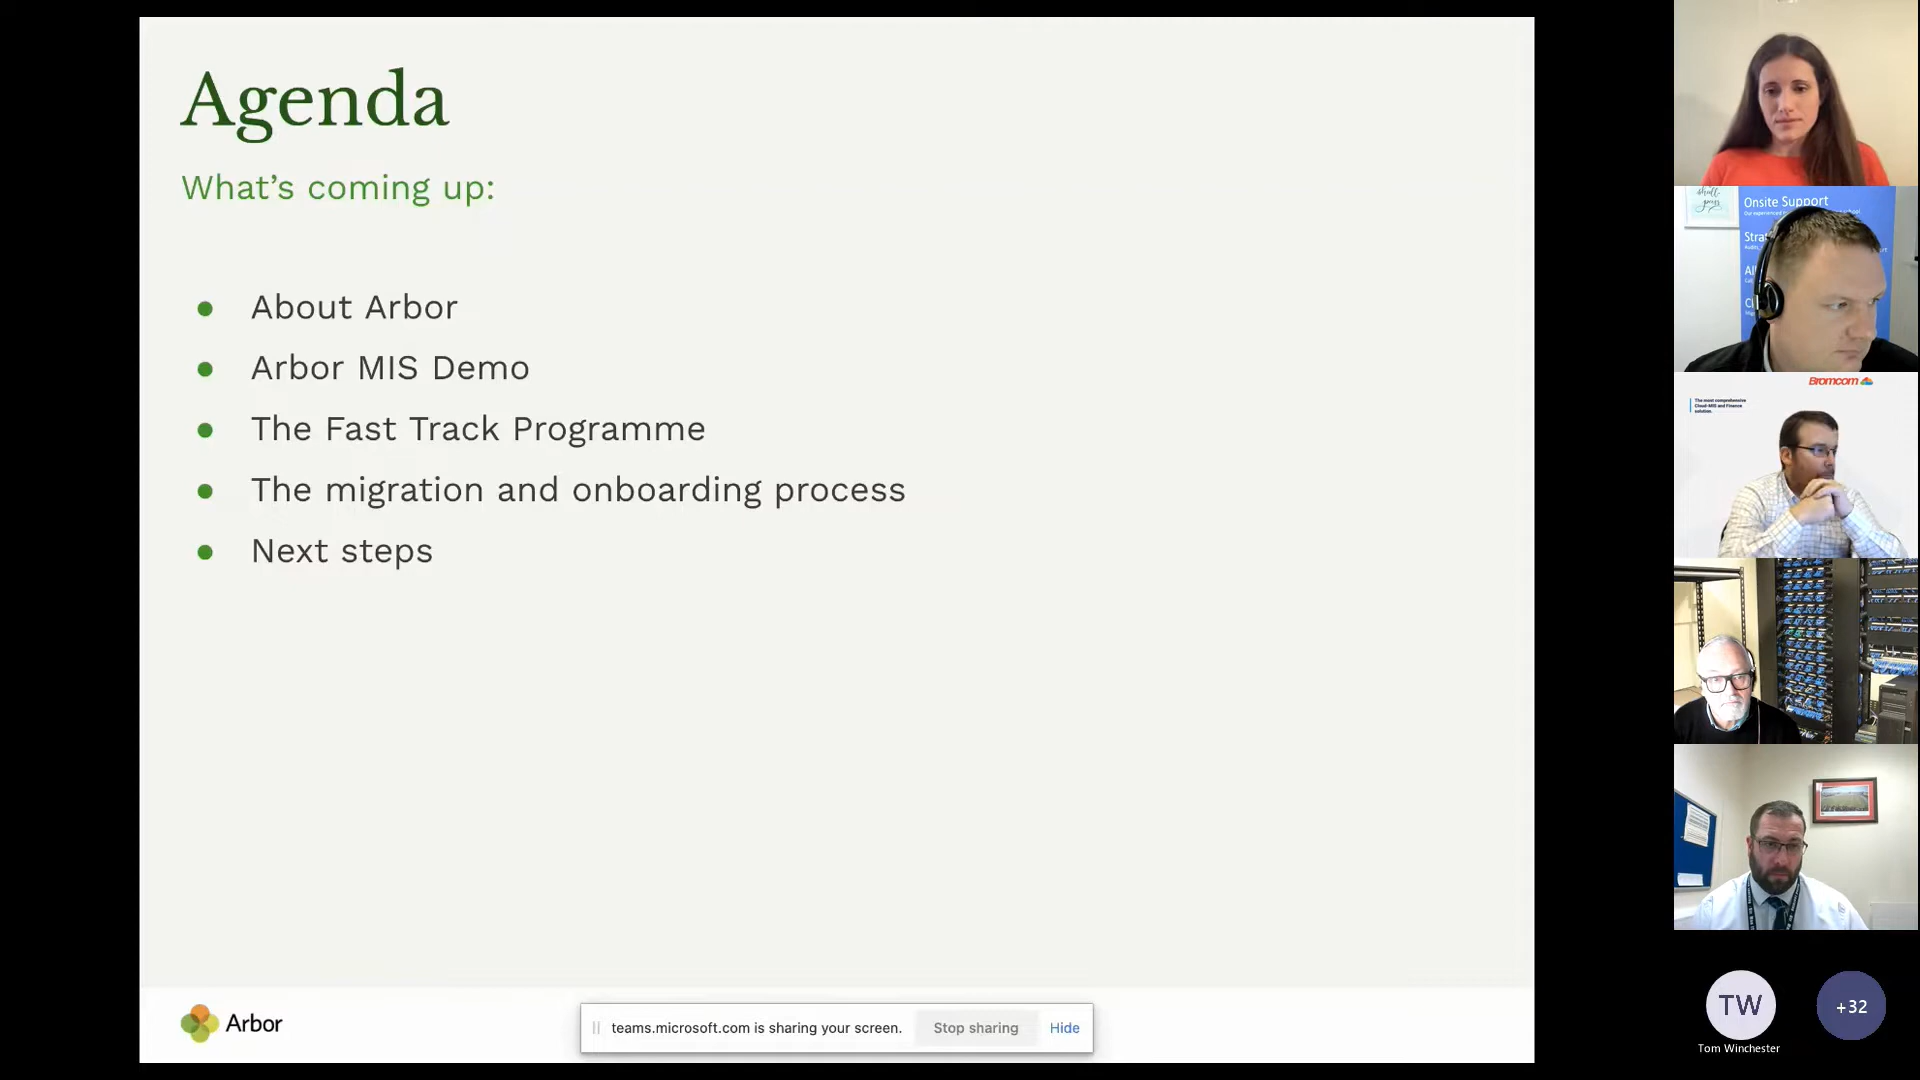 Agenda
What's coming up:
About Arbor
Arbor MIS Demo
The Fast Track Programme
The migration and onboarding process
Next steps
Arbor
teams.microsoft.com is sharing your screen.
Stop sharing
Hide
shall
Onsite Support
Bromcom
The most comprehensive
Cloud-MIS and Finance
solution.
TW
+32
Tom Winchester